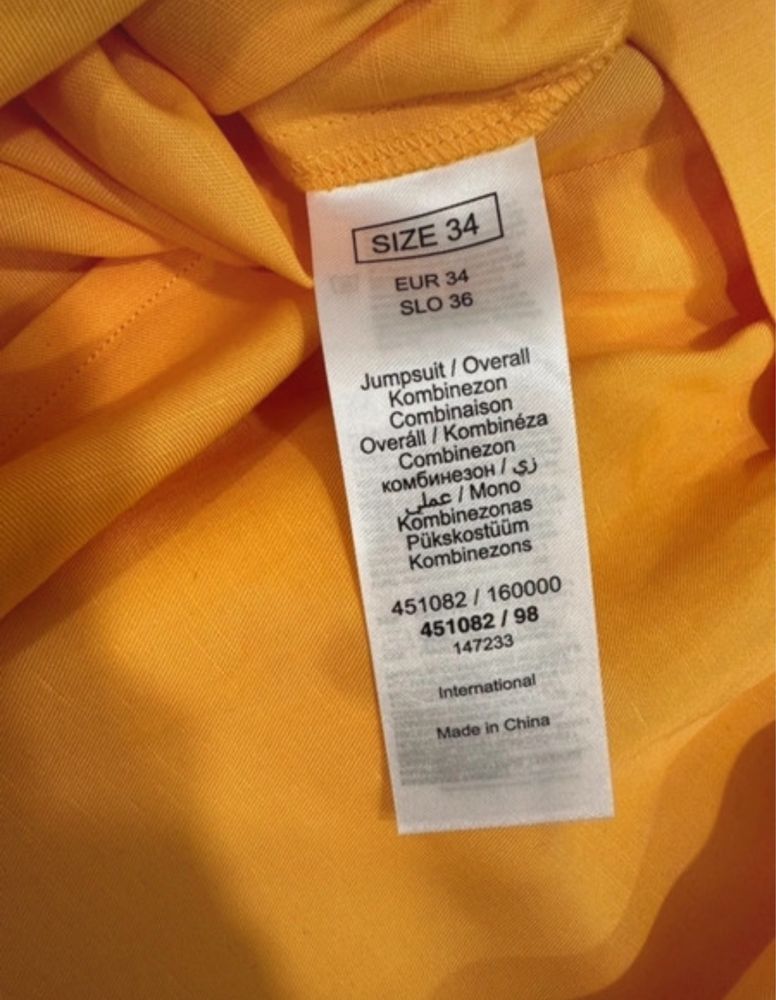 SIZE 34
EUR 34
SLO 36
Jumpsuit / Overall
Kombinezon
Combinaison
Overáll / Kombinéza
Combinezon
комбинезон / زي
عملي / Mono
Kombinezonas
Pükskostüüm
Kombinezons
451082 / 160000
451082 / 98
147233
International
Made in China